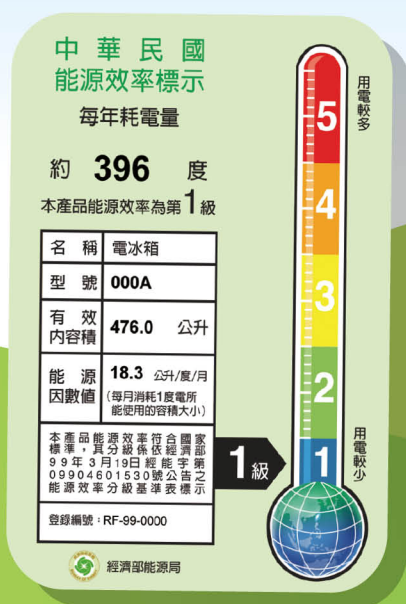 中華民國
能源效率標示
每年耗電量
約 396 度
本產品能源效率為第1級
名稱 電冰箱
型號 000A
有效內容積 476.0 公升
能源因數值 18.3 公升/度/月
(每月消耗1度電所
能使用的容積大小)
本產品能源效率符合國家
標準，其分級係依經濟部
99年3月19日經能字第
09904601530號公告之
能源效率分級基準表標示
登錄編號：RF-99-0000
經濟部能源局
用電較多
5
4
3
2
1
用電較少
1級